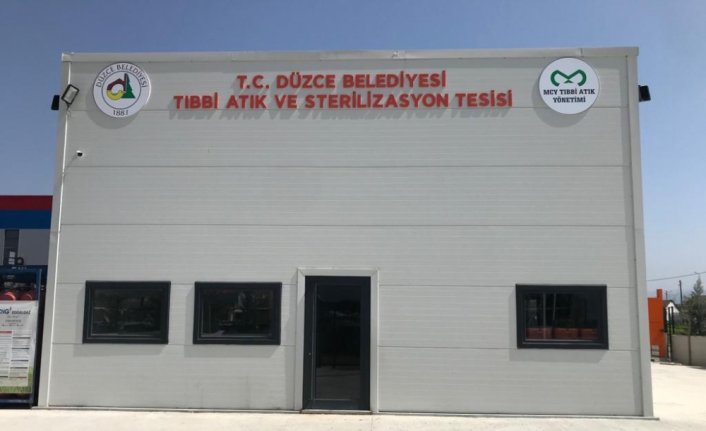 T.C. DÜZCE BELEDİYESİ
TIBBİ ATIK VE STERİLİZASYON TESİSİ
DÜZCE BELEDİYESİ
1881
MCY TIBBİ ATIK
YÖNETİMİ